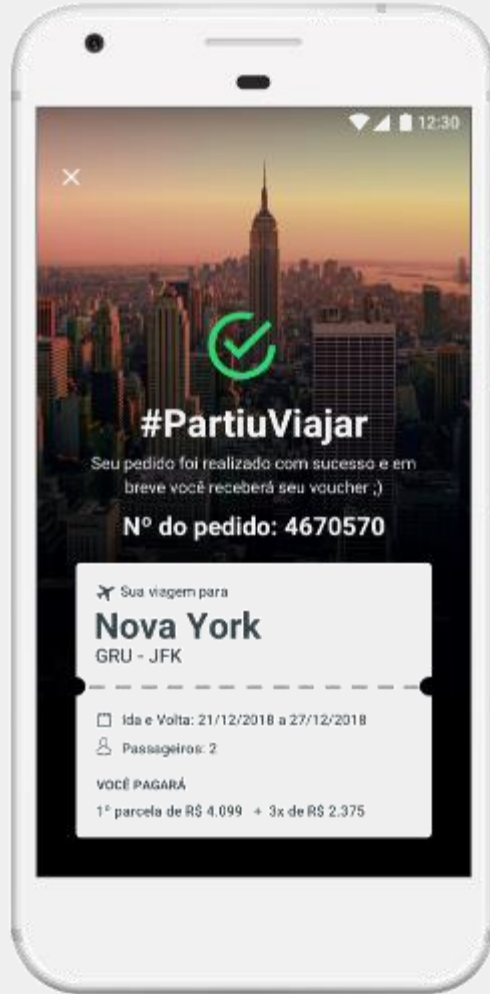 12:30
#PartiuViajar
Seu pedido foi realizado com sucesso e em
breve você receberá seu voucher ;)
Nº do pedido: 4670570
Sua viagem para
Nova York
GRU - JFK
Ida e Volta: 21/12/2018 a 27/12/2018
Passageiros: 2
VOCÊ PAGARÁ
1º parcela de R$ 4.099 + 3x de R$ 2.375